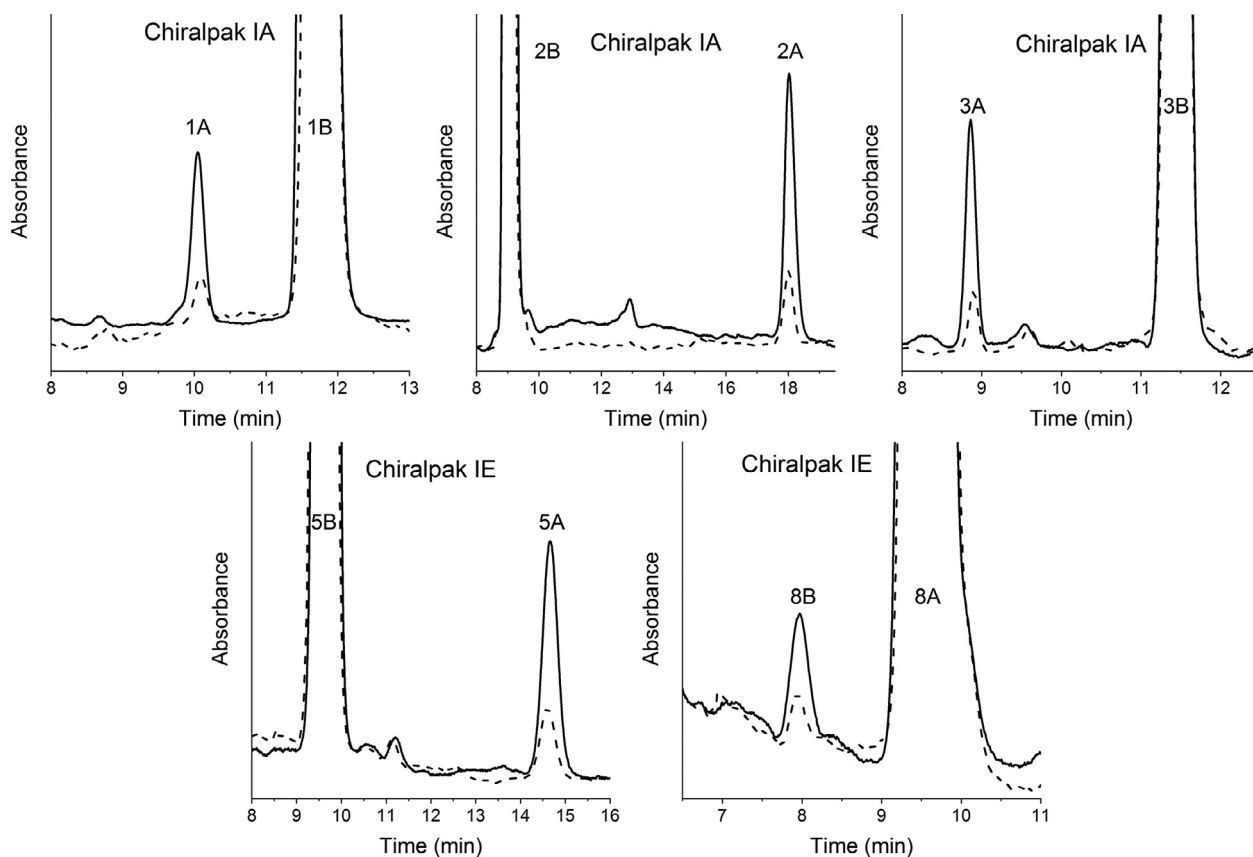 Chiralpak IA
1A
1B
Absorbance
8 9 10 11 12 13
Time (min)
Chiralpak IA
2B
2A
Absorbance
8 10 12 14 16 18
Time (min)
Chiralpak IA
3A
3B
Absorbance
8 9 10 11 12
Time (min)
Chiralpak IE
5B
5A
Absorbance
8 9 10 11 12 13 14 15 16
Time (min)
Chiralpak IE
8B
8A
Absorbance
7 8 9 10 11
Time (min)